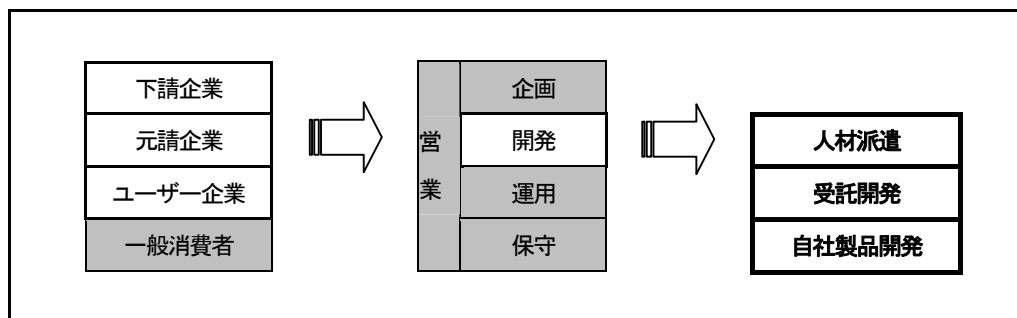 下請企業
元請企業
ユーザー企業
一般消費者
営業
企画
開発
運用
保守
人材派遣
受託開発
自社製品開発